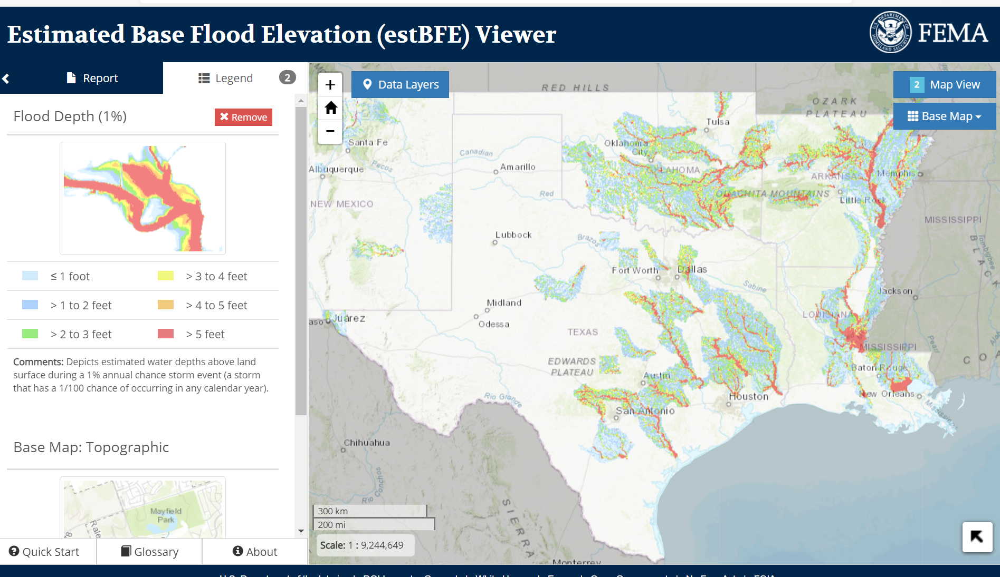 Estimated Base Flood Elevation (estBFE) Viewer
FEMA
Report
Legend
2
Flood Depth (1%)
Remove
≤ 1 foot
> 3 to 4 feet
> 1 to 2 feet
> 4 to 5 feet
> 2 to 3 feet
> 5 feet
Comments: Depicts estimated water depths above land
surface during a 1% annual chance storm event (a storm
that has a 1/100 chance of occurring in any calendar year).
Base Map: Topographic
Mayfield
Park
Quick Start
Glossary
About
+
−
Data Layers
2 Map View
Base Map
RED HILLS
OZARK
PLATEAU
Tulsa
Santa Fe
Oklahoma
City
Canadian
Pecos
Albuquerque
Amarillo
OKLAHOMA
ARKANSAS
Memphis
Red
OUACHITA MOUNTAINS
Little Rock
NEW MEXICO
MISSISSIPPI
Lubbock
Brazos
Tombigbee
BLACK
Fort Worth
Dallas
Sabine
Jackson
Midland
Odessa
aso
Juárez
LOUISIANA
TEXAS
MISSISSIPPI
Pearl
EDWARDS
PLATEAU
Baton Rouge
C O A
Austin
New Orleans
Houston
Rio Grande
San Antonio
Mississippi
Chihuahua
Rio Conchos
SIERRA
Monterrey
300 km
200 mi
Scale: 1 : 9,244,649